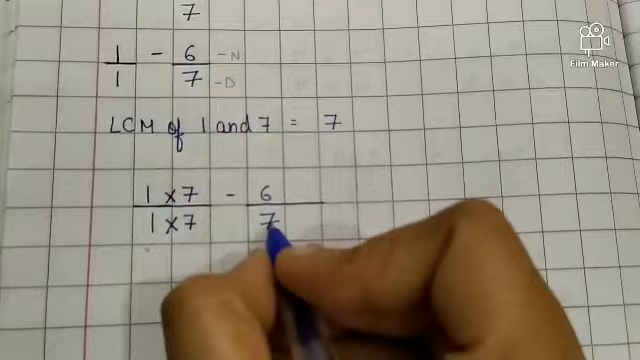 7
1/1 - 6/7 -N -D
LCM of 1 and 7 = 7
1 x 7/1 x 7 - 6/7
Film Maker